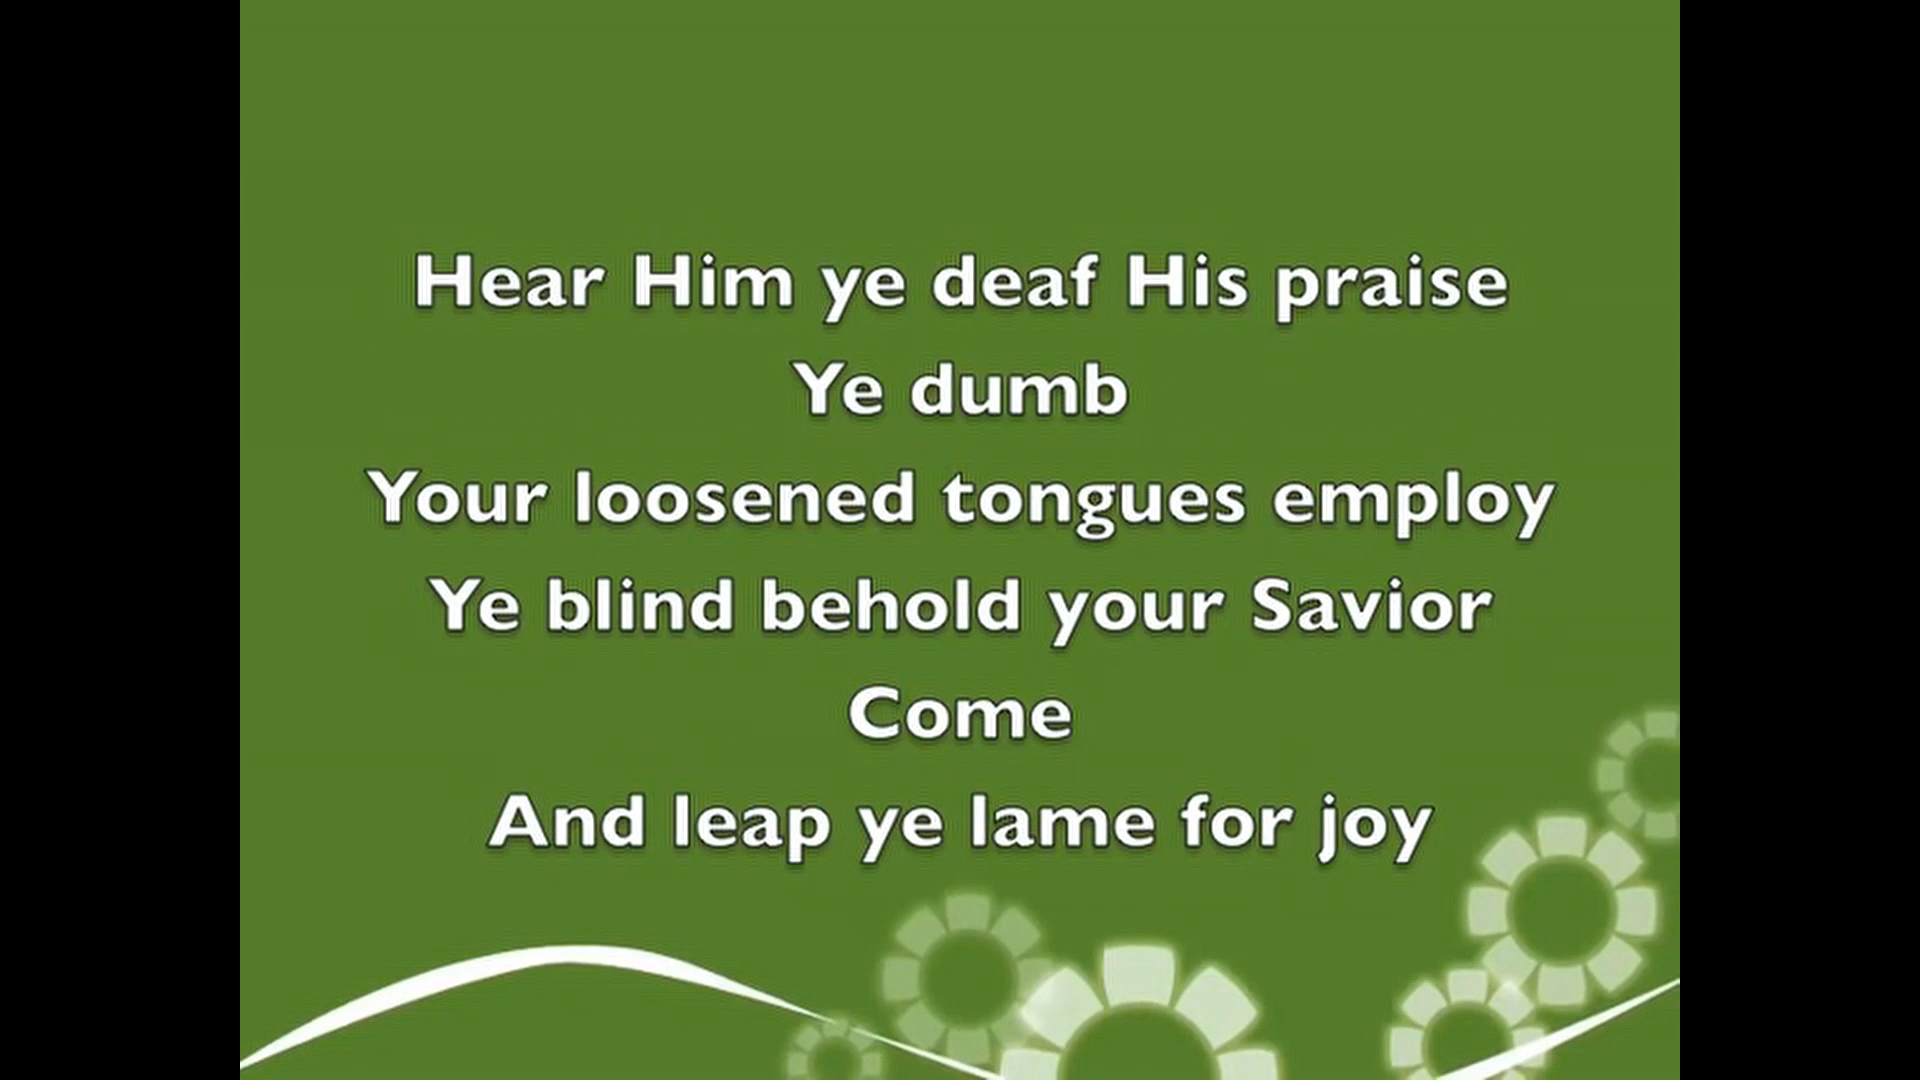 Hear Him ye deaf His praise
Ye dumb
Your loosened tongues employ
Ye blind behold your Savior
Come
And leap ye lame for joy